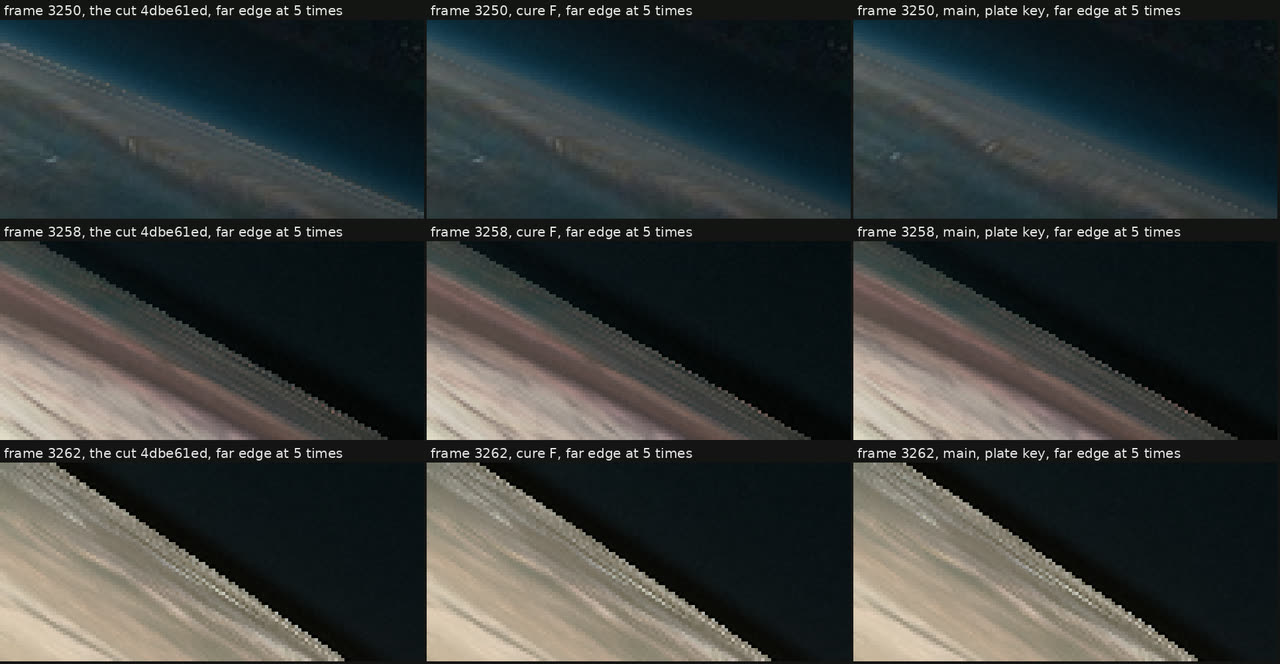 frame 3250, the cut 4dbe61ed, far edge at 5 times
frame 3250, cure F, far edge at 5 times
frame 3250, main, plate key, far edge at 5 times
frame 3258, the cut 4dbe61ed, far edge at 5 times
frame 3258, cure F, far edge at 5 times
frame 3258, main, plate key, far edge at 5 times
frame 3262, the cut 4dbe61ed, far edge at 5 times
frame 3262, cure F, far edge at 5 times
frame 3262, main, plate key, far edge at 5 times